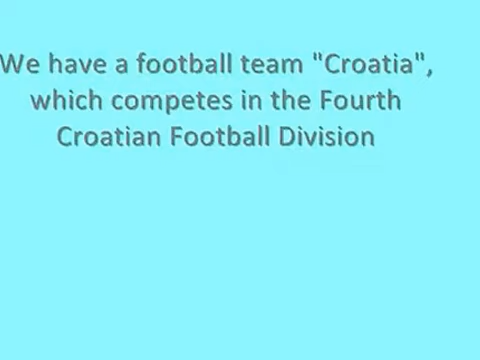 We have a football team "Croatia",
which competes in the Fourth
Croatian Football Division